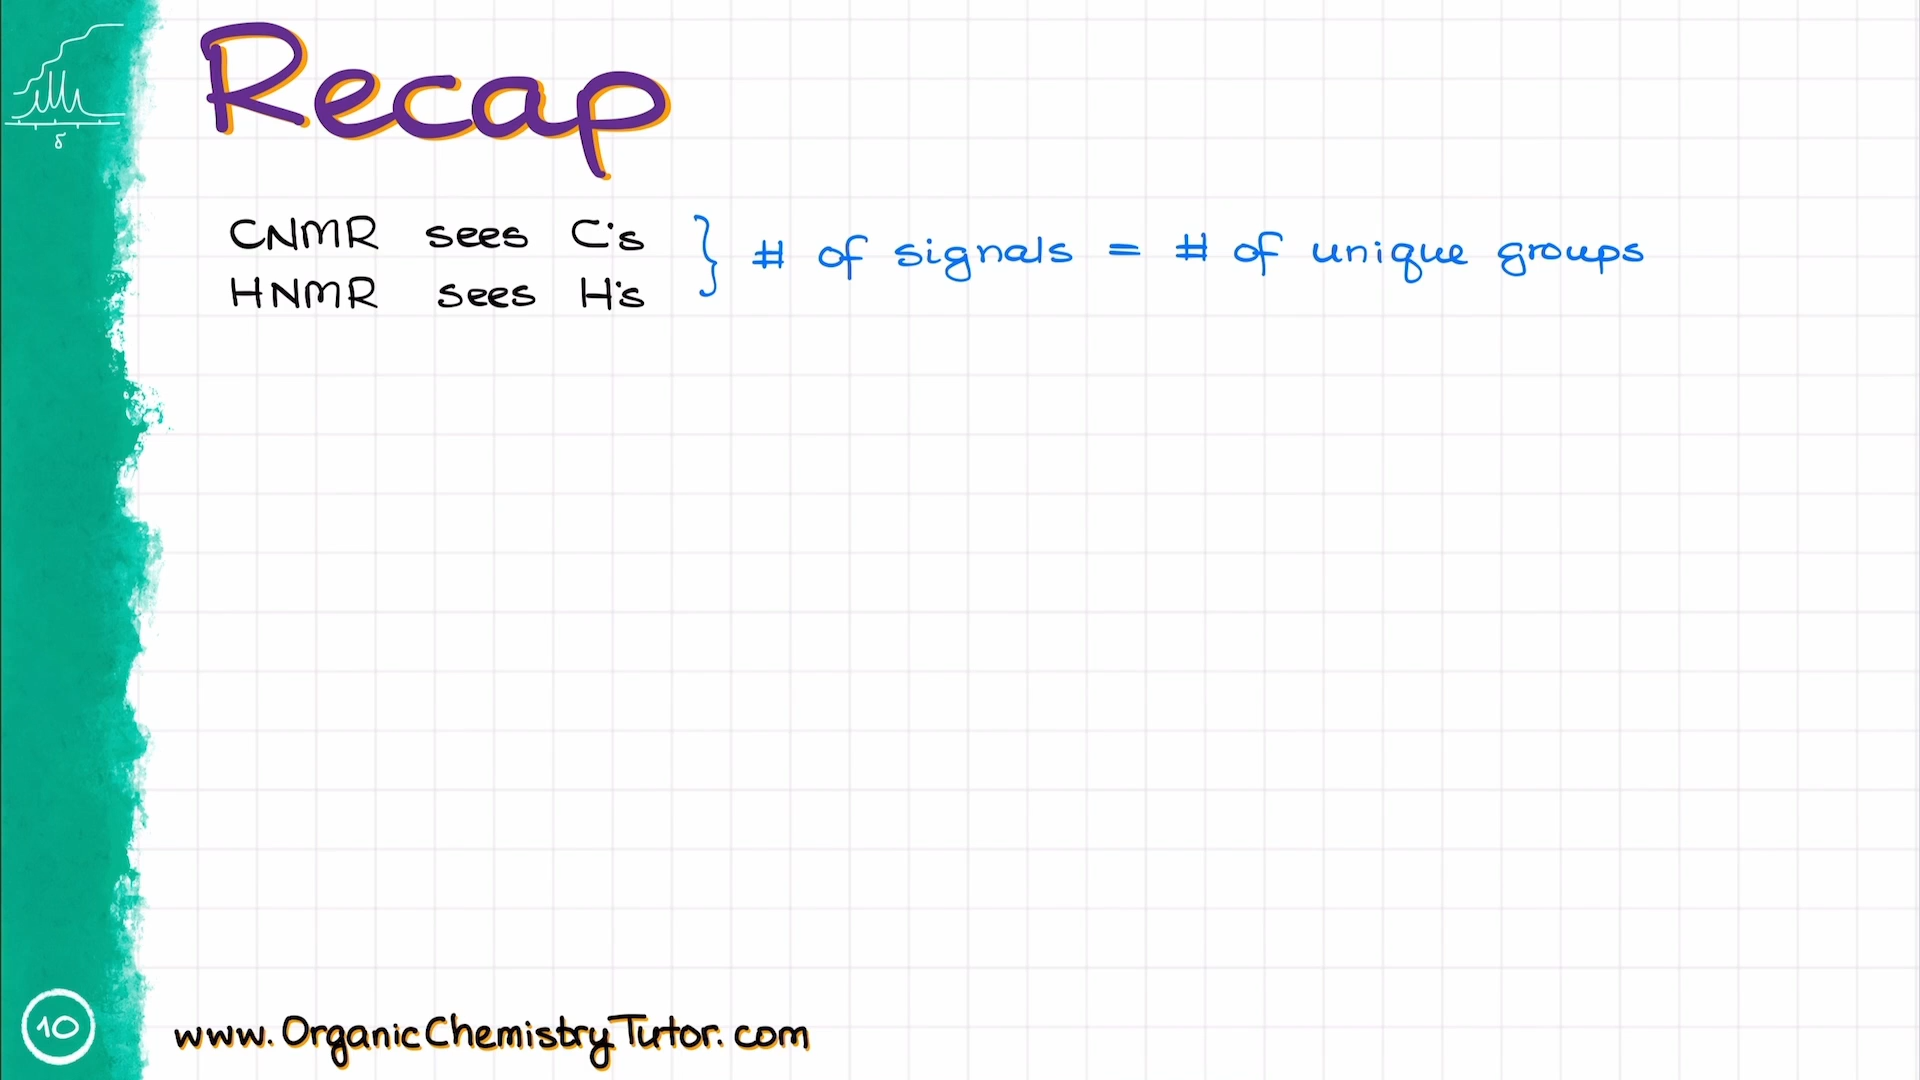 δ
Recap
CNMR sees C's
HNMR sees H's
} # of signals = # of unique groups
10
www.OrganicChemistryTutor.com